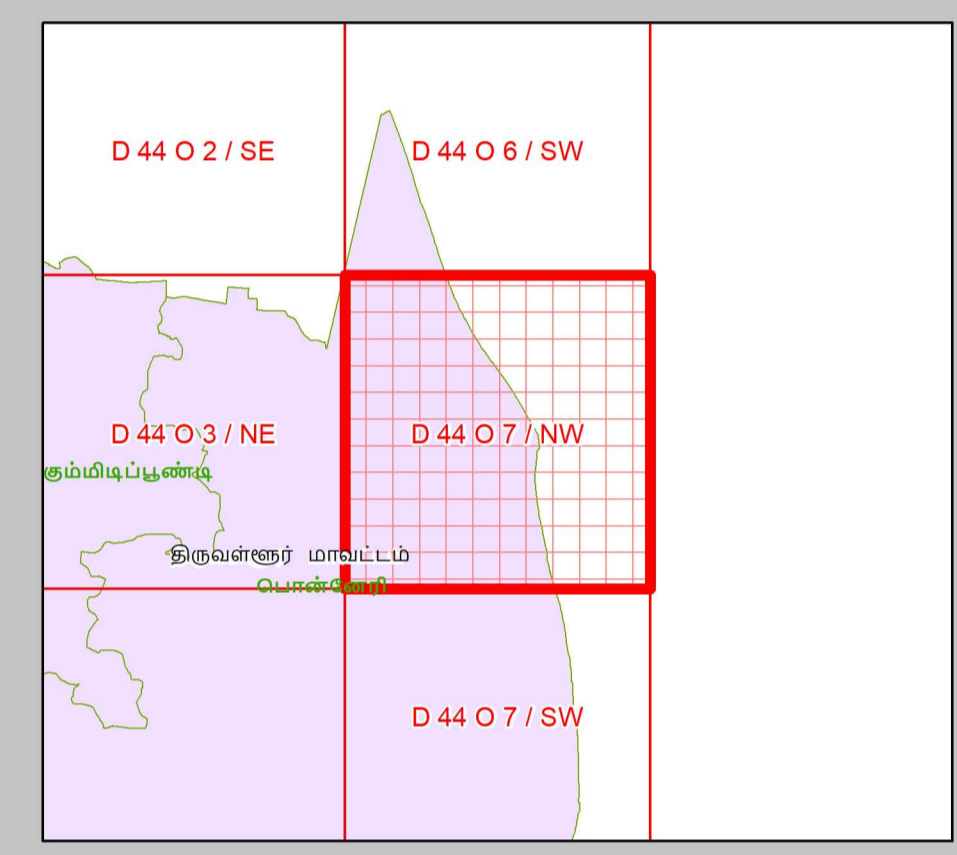 D 44 O 2 / SE
D 44 O 6 / SW
D 44 O 3 / NE
D 44 O 7 / NW
கும்மிடிப்பூண்டி
திருவள்ளூர் மாவட்டம்
பொன்னேரி
D 44 O 7 / SW